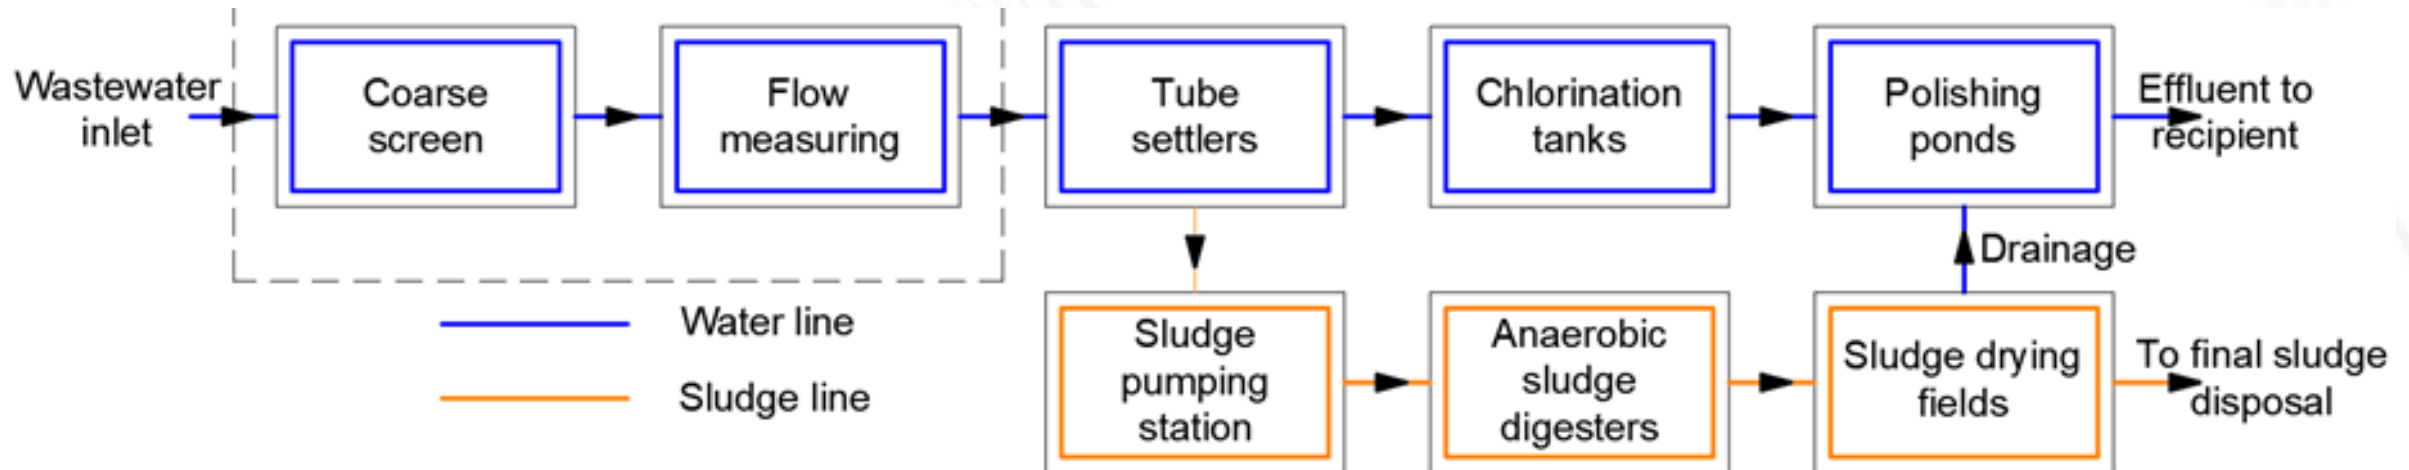 Wastewater
inlet
Coarse
screen
Flow
measuring
Tube
settlers
Chlorination
tanks
Polishing
ponds
Effluent to
recipient
Drainage
Water line
Sludge line
Sludge
pumping
station
Anaerobic
sludge
digesters
Sludge drying
fields
To final sludge
disposal